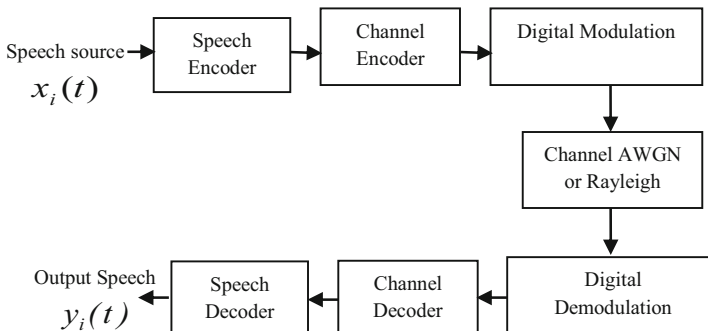 Speech source
x_i(t)
Speech
Encoder
Channel
Encoder
Digital Modulation
Channel AWGN
or Rayleigh
Digital
Demodulation
Channel
Decoder
Speech
Decoder
Output Speech
y_i(t)